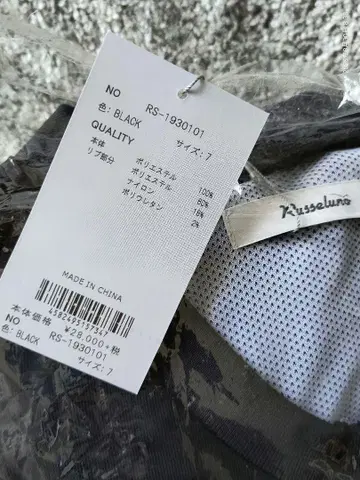 NO RS-1930101
色: BLACK サイズ: 7
QUALITY
本体 ポリエステル 100%
リブ部分 ポリエステル 80%
ナイロン 18%
ポリウレタン 2%
MADE IN CHINA
本体価格 ¥28,000+税
NO RS-1930101
色: BLACK サイズ: 7
Russeluno